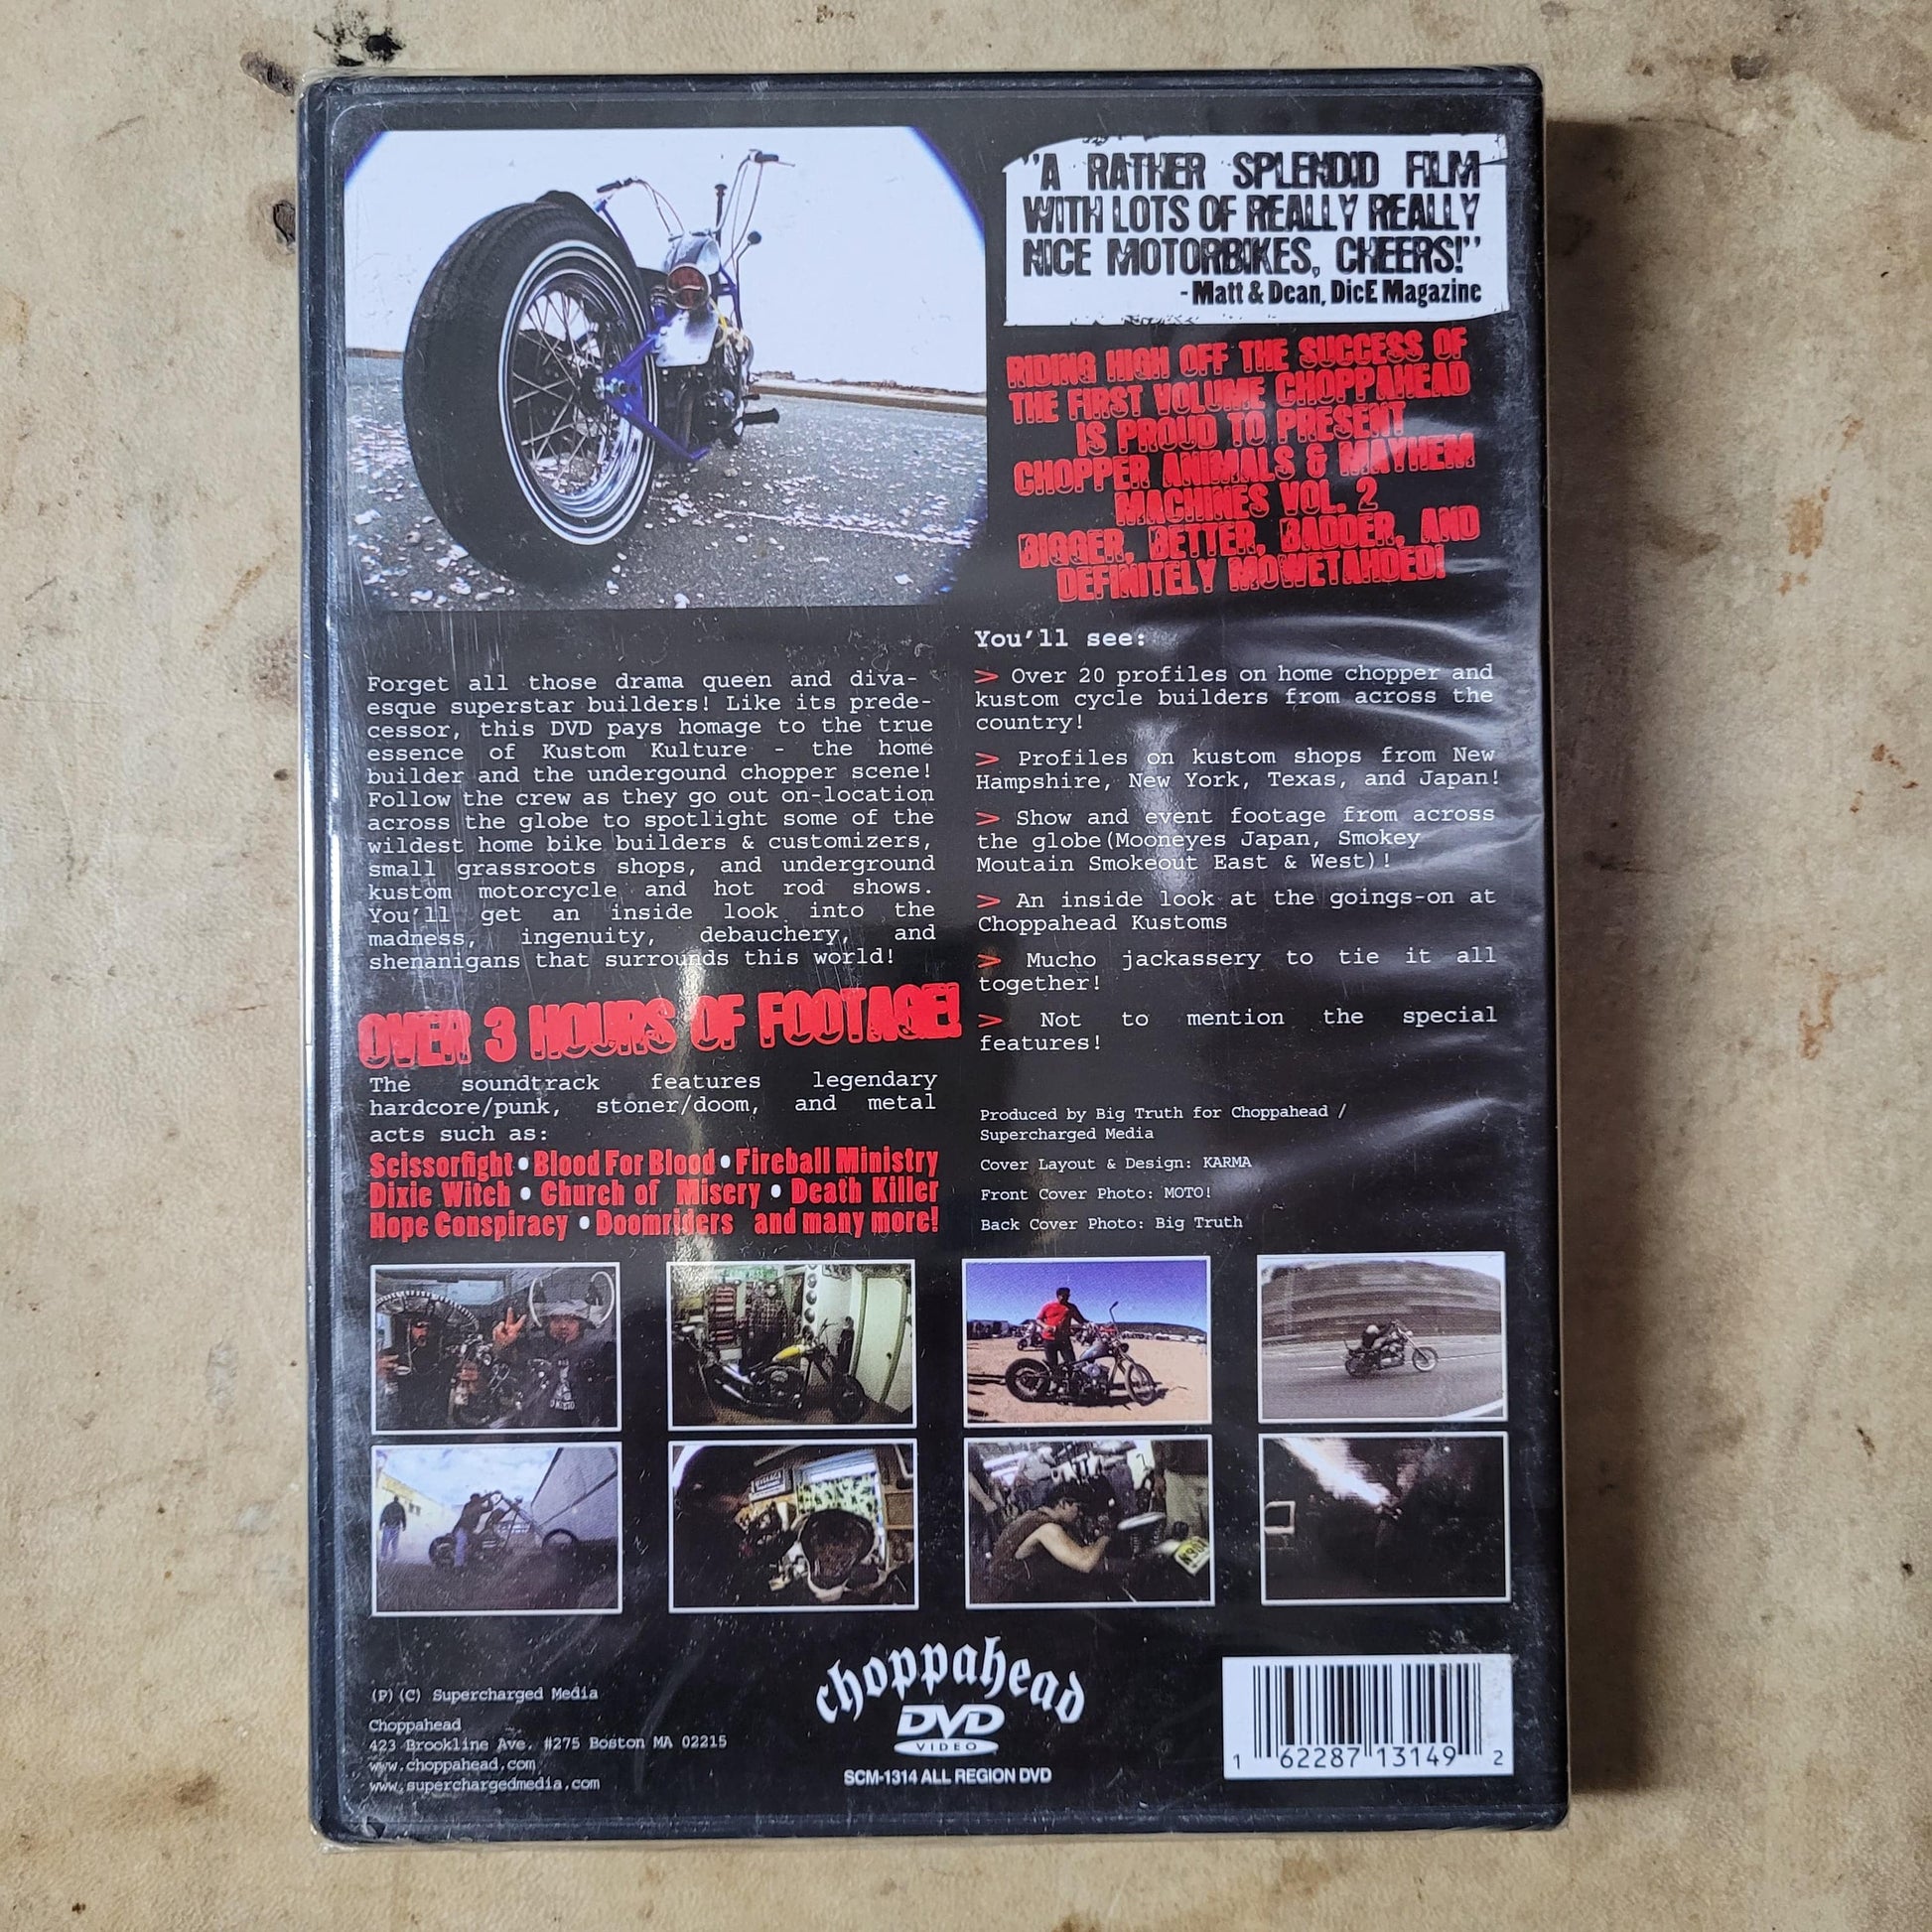 "A RATHER SPLENDID FILM
WITH LOTS OF REALLY REALLY
NICE MOTORBIKES, CHEERS!"
- Matt & Dean, DicE Magazine
RIDING HIGH OFF THE SUCCESS OF
THE FIRST VOLUME CHOPPAHEAD
IS PROUD TO PRESENT
CHOPPER ANIMALS & MAYHEM
MACHINES VOL. 2
BIGGER, BETTER, BADDER, AND
DEFINITELY MOWETAHDED!
Forget all those drama queen and diva-
esque superstar builders! Like its prede-
cessor, this DVD pays homage to the true
essence of Kustom Kulture - the home
builder and the undergound chopper scene!
Follow the crew as they go out on-location
across the globe to spotlight some of the
wildest home bike builders & customizers,
small grassroots shops, and underground
kustom motorcycle and hot rod shows.
You'll get an inside look into the
madness, ingenuity, debauchery, and
shenanigans that surrounds this world!
OVER 3 HOURS OF FOOTAGE!
The soundtrack features legendary
hardcore/punk, stoner/doom, and metal
acts such as:
Scissorfight • Blood For Blood • Fireball Ministry
Dixie Witch • Church of Misery • Death Killer
Hope Conspiracy • Doomriders and many more!
You'll see:
> Over 20 profiles on home chopper and
kustom cycle builders from across the
country!
> Profiles on kustom shops from New
Hampshire, New York, Texas, and Japan!
> Show and event footage from across
the globe(Mooneyes Japan, Smokey
Moutain Smokeout East & West)!
> An inside look at the goings-on at
Choppahead Kustoms
> Mucho jackassery to tie it all
together!
> Not to mention the special
features!
Produced by Big Truth for Choppahead /
Supercharged Media
Cover Layout & Design: KARMA
Front Cover Photo: MOTO!
Back Cover Photo: Big Truth
(P)(C) Supercharged Media
Choppahead
423 Brookline Ave. #275 Boston MA 02215
www.choppahead.com
www.superchargedmedia.com
choppahead
DVD
VIDEO
SCM-1314 ALL REGION DVD
1 62287 13149 2